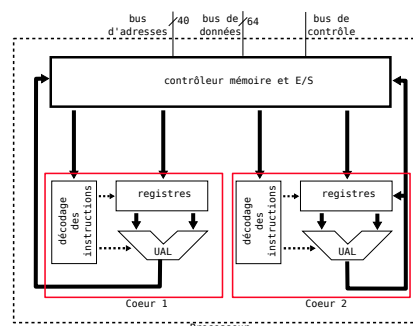 bus d'adresses
40
bus de données
64
bus de contrôle
contrôleur mémoire et E/S
décodage des instructions
registres
UAL
décodage des instructions
registres
UAL
Coeur 1
Coeur 2